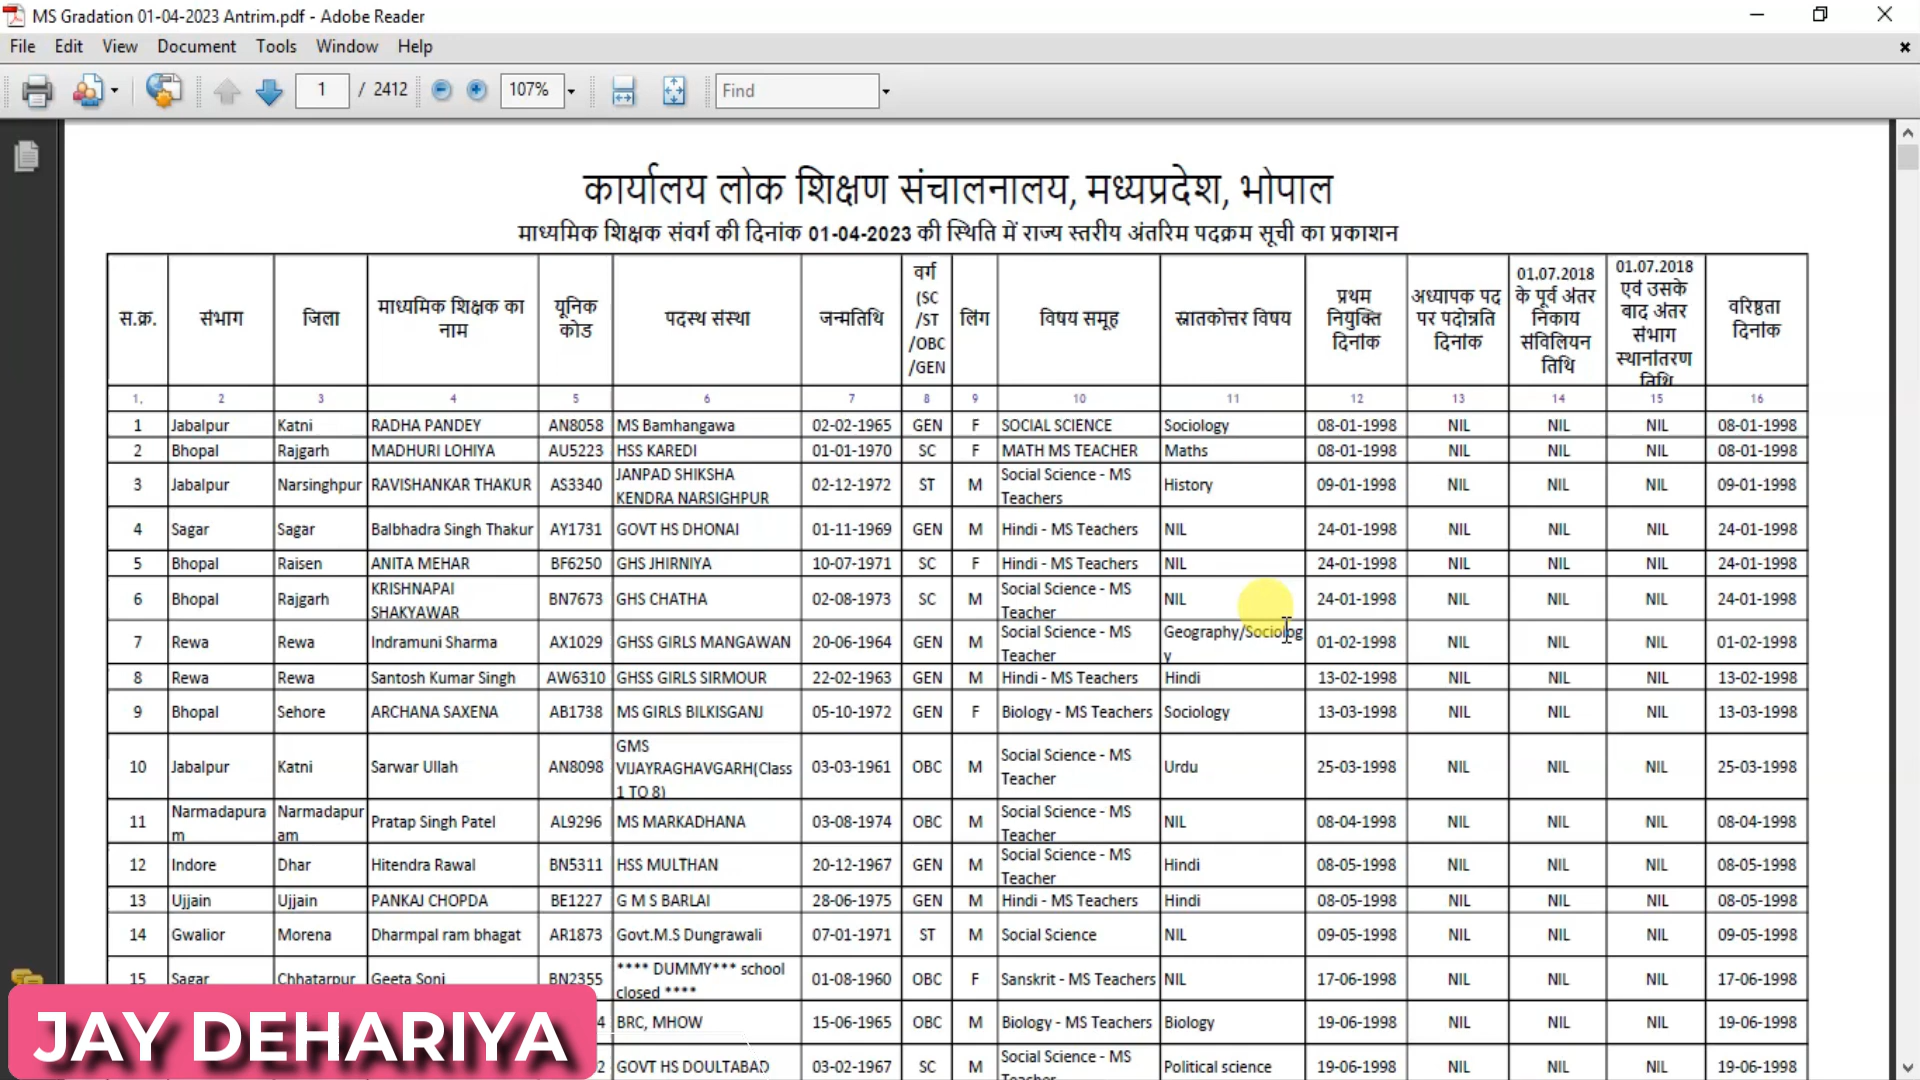 MS Gradation 01-04-2023 Antrim.pdf - Adobe Reader
File Edit View Document Tools Window Help
1 / 2412 107% Find
कार्यालय लोक शिक्षण संचालनालय, मध्यप्रदेश, भोपाल
माध्यमिक शिक्षक संवर्ग की दिनांक 01-04-2023 की स्थिति में राज्य स्तरीय अंतरिम पदक्रम सूची का प्रकाशन
स.क्र. संभाग जिला माध्यमिक शिक्षक का नाम यूनिक कोड पदस्थ संस्था जन्मतिथि वर्ग (SC /ST /OBC /GEN लिंग विषय समूह स्नातकोत्तर विषय प्रथम नियुक्ति दिनांक अध्यापक पद पर पदोन्नति दिनांक 01.07.2018 के पूर्व अंतर निकाय संविलियन तिथि 01.07.2018 एवं उसके बाद अंतर संभाग स्थानांतरण तिथि वरिष्ठता दिनांक
1, 2 3 4 5 6 7 8 9 10 11 12 13 14 15 16
1 Jabalpur Katni RADHA PANDEY AN8058 MS Bamhangawa 02-02-1965 GEN F SOCIAL SCIENCE Sociology 08-01-1998 NIL NIL NIL 08-01-1998
2 Bhopal Rajgarh MADHURI LOHIYA AU5223 HSS KAREDI 01-01-1970 SC F MATH MS TEACHER Maths 08-01-1998 NIL NIL NIL 08-01-1998
3 Jabalpur Narsinghpur RAVISHANKAR THAKUR AS3340 JANPAD SHIKSHA KENDRA NARSIGHPUR 02-12-1972 ST M Social Science - MS Teachers History 09-01-1998 NIL NIL NIL 09-01-1998
4 Sagar Sagar Balbhadra Singh Thakur AY1731 GOVT HS DHONAI 01-11-1969 GEN M Hindi - MS Teachers NIL 24-01-1998 NIL NIL NIL 24-01-1998
5 Bhopal Raisen ANITA MEHAR BF6250 GHS JHIRNIYA 10-07-1971 SC F Hindi - MS Teachers NIL 24-01-1998 NIL NIL NIL 24-01-1998
6 Bhopal Rajgarh KRISHNAPAI SHAKYAWAR BN7673 GHS CHATHA 02-08-1973 SC M Social Science - MS Teacher NIL 24-01-1998 NIL NIL NIL 24-01-1998
7 Rewa Rewa Indramuni Sharma AX1029 GHSS GIRLS MANGAWAN 20-06-1964 GEN M Social Science - MS Teacher Geography/Sociology 01-02-1998 NIL NIL NIL 01-02-1998
8 Rewa Rewa Santosh Kumar Singh AW6310 GHSS GIRLS SIRMOUR 22-02-1963 GEN M Hindi - MS Teachers Hindi 13-02-1998 NIL NIL NIL 13-02-1998
9 Bhopal Sehore ARCHANA SAXENA AB1738 MS GIRLS BILKISGANJ 05-10-1972 GEN F Biology - MS Teachers Sociology 13-03-1998 NIL NIL NIL 13-03-1998
10 Jabalpur Katni Sarwar Ullah AN8098 GMS VIJAYRAGHAVGARH(Class 1 TO 8) 03-03-1961 OBC M Social Science - MS Teacher Urdu 25-03-1998 NIL NIL NIL 25-03-1998
11 Narmadapuram Narmadapuram Pratap Singh Patel AL9296 MS MARKADHANA 03-08-1974 OBC M Social Science - MS Teacher NIL 08-04-1998 NIL NIL NIL 08-04-1998
12 Indore Dhar Hitendra Rawal BN5311 HSS MULTHAN 20-12-1967 GEN M Social Science - MS Teacher Hindi 08-05-1998 NIL NIL NIL 08-05-1998
13 Ujjain Ujjain PANKAJ CHOPDA BE1227 G M S BARLAI 28-06-1975 GEN M Hindi - MS Teachers Hindi 08-05-1998 NIL NIL NIL 08-05-1998
14 Gwalior Morena Dharmpal ram bhagat AR1873 Govt.M.S Dungrawali 07-01-1971 ST M Social Science NIL 09-05-1998 NIL NIL NIL 09-05-1998
15 Sagar Chhatarpur Geeta Soni BN2355 **** DUMMY*** school closed **** 01-08-1960 OBC F Sanskrit - MS Teachers NIL 17-06-1998 NIL NIL NIL 17-06-1998
4 BRC, MHOW 15-06-1965 OBC M Biology - MS Teachers Biology 19-06-1998 NIL NIL NIL 19-06-1998
2 GOVT HS DOULTABAD 03-02-1967 SC M Social Science - MS Teacher Political science 19-06-1998 NIL NIL NIL 19-06-1998
JAY DEHARIYA